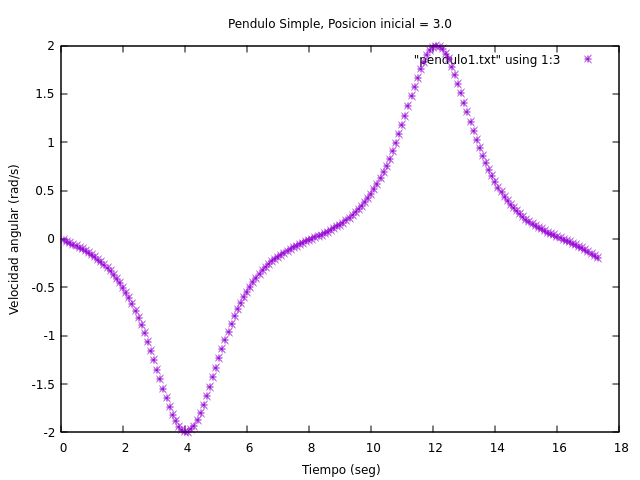 Pendulo Simple, Posicion inicial = 3.0
"pendulo1.txt" using 1:3
Velocidad angular (rad/s)
2
1.5
1
0.5
0
-0.5
-1
-1.5
-2
0 2 4 6 8 10 12 14 16 18
Tiempo (seg)